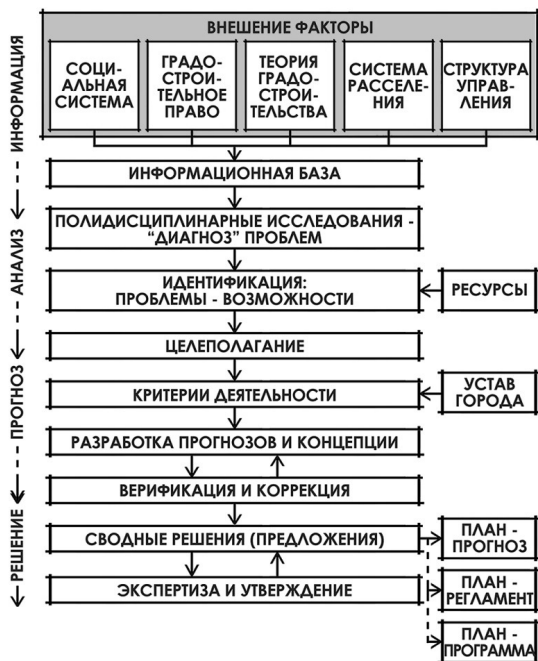 ВНЕШЕНИЕ ФАКТОРЫ
СОЦИ-
АЛЬНАЯ
СИСТЕМА
ГРАДО-
СТРОИ-
ТЕЛЬНОЕ
ПРАВО
ТЕОРИЯ
ГРАДО-
СТРОИ-
ТЕЛЬСТВА
СИСТЕМА
РАССЕЛЕ-
НИЯ
СТРУКТУРА
УПРАВ-
ЛЕНИЯ
ИНФОРМАЦИЯ
ИНФОРМАЦИОННАЯ БАЗА
ПОЛИДИСЦИПЛИНАРНЫЕ ИССЛЕДОВАНИЯ -
“ДИАГНОЗ” ПРОБЛЕМ
АНАЛИЗ
ИДЕНТИФИКАЦИЯ:
ПРОБЛЕМЫ - ВОЗМОЖНОСТИ
РЕСУРСЫ
ЦЕЛЕПОЛАГАНИЕ
ПРОГНОЗ
КРИТЕРИИ ДЕЯТЕЛЬНОСТИ
УСТАВ
ГОРОДА
РАЗРАБОТКА ПРОГНОЗОВ И КОНЦЕПЦИИ
ВЕРИФИКАЦИЯ И КОРРЕКЦИЯ
РЕШЕНИЕ
СВОДНЫЕ РЕШЕНИЯ (ПРЕДЛОЖЕНИЯ)
ПЛАН -
ПРОГНОЗ
ЭКСПЕРТИЗА И УТВЕРЖДЕНИЕ
ПЛАН -
РЕГЛАМЕНТ
ПЛАН -
ПРОГРАММА